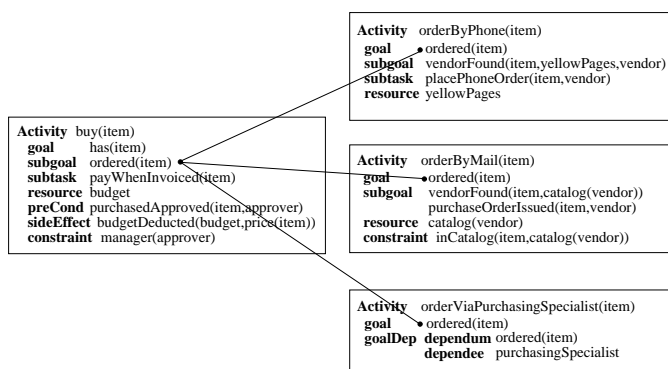 Activity orderByPhone(item)
goal ordered(item)
subgoal vendorFound(item,yellowPages,vendor)
subtask placePhoneOrder(item,vendor)
resource yellowPages
Activity buy(item)
goal has(item)
subgoal ordered(item)
subtask payWhenInvoiced(item)
resource budget
preCond purchasedApproved(item,approver)
sideEffect budgetDeducted(budget,price(item))
constraint manager(approver)
Activity orderByMail(item)
goal ordered(item)
subgoal vendorFound(item,catalog(vendor))
purchaseOrderIssued(item,vendor)
resource catalog(vendor)
constraint inCatalog(item,catalog(vendor))
Activity orderViaPurchasingSpecialist(item)
goal ordered(item)
goalDep dependum ordered(item)
dependee purchasingSpecialist